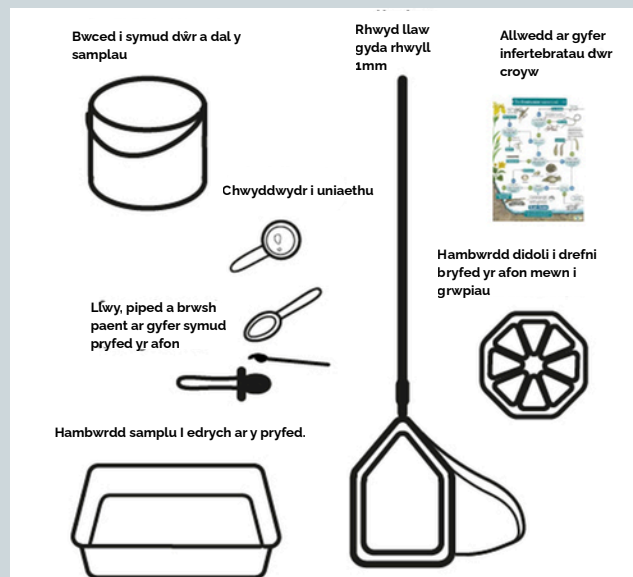 Bwced i symud dŵr a dal y
samplau
Rhwyd llaw
gyda rhwyll
1mm
Allwedd ar gyfer
infertebratau dwr
croyw
Chwyddwydr i uniaethu
Hambwrdd didoli i drefni
bryfed yr afon mewn i
grwpiau
Llwy, piped a brwsh
paent ar gyfer symud
pryfed yr afon
Hambwrdd samplu I edrych ar y pryfed.